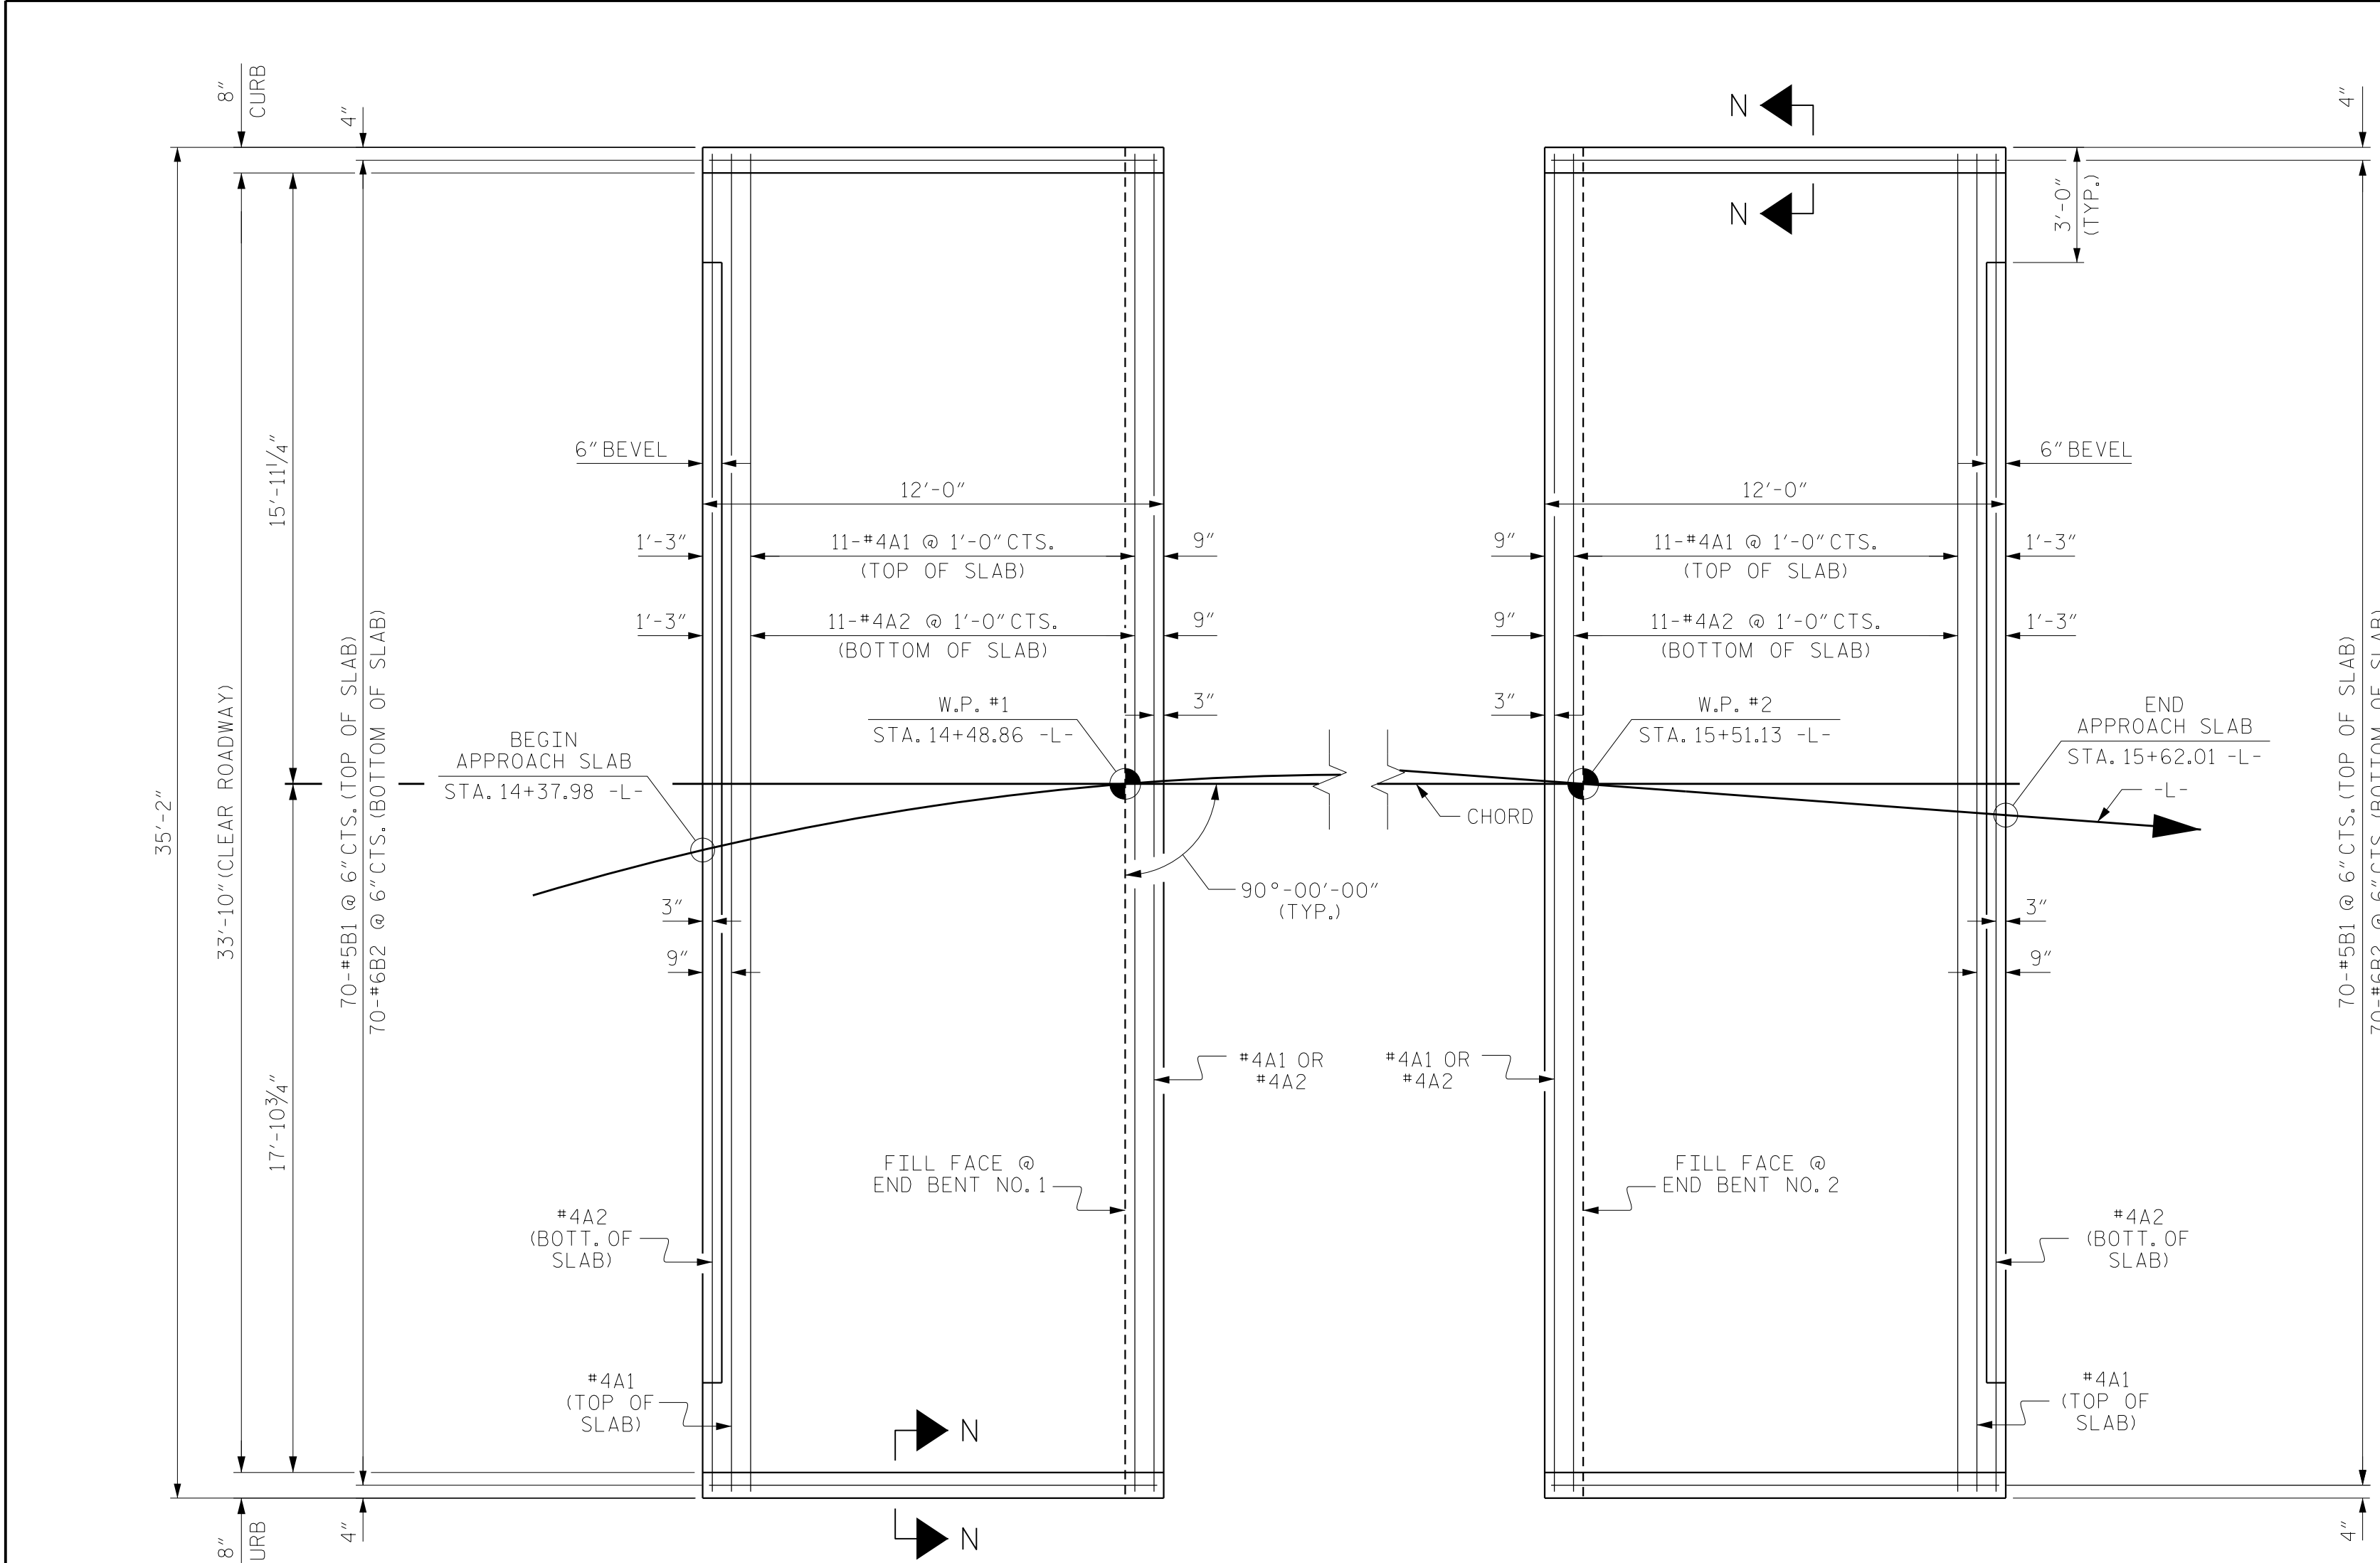 8"
CURB
4"
35'-2"
33'-10" (CLEAR ROADWAY)
15'-11¼"
17'-10¾"
70-#5B1 @ 6" CTS. (TOP OF SLAB)
70-#6B2 @ 6" CTS. (BOTTOM OF SLAB)
8"
URB
4"
6" BEVEL
12'-0"
1'-3"
11-#4A1 @ 1'-0" CTS.
(TOP OF SLAB)
9"
1'-3"
11-#4A2 @ 1'-0" CTS.
(BOTTOM OF SLAB)
9"
W.P. #1
STA. 14+48.86 -L-
3"
BEGIN
APPROACH SLAB
STA. 14+37.98 -L-
3"
9"
90°-00'-00"
(TYP.)
#4A1 OR
#4A2
FILL FACE @
END BENT NO. 1
#4A2
(BOTT. OF
SLAB)
#4A1
(TOP OF
SLAB)
N
N
N
N
3'-0"
(TYP.)
6" BEVEL
12'-0"
9"
11-#4A1 @ 1'-0" CTS.
(TOP OF SLAB)
1'-3"
9"
11-#4A2 @ 1'-0" CTS.
(BOTTOM OF SLAB)
1'-3"
3"
W.P. #2
STA. 15+51.13 -L-
END
APPROACH SLAB
STA. 15+62.01 -L-
-L-
CHORD
3"
9"
#4A1 OR
#4A2
FILL FACE @
END BENT NO. 2
#4A2
(BOTT. OF
SLAB)
#4A1
(TOP OF
SLAB)
4"
70-#5B1 @ 6" CTS. (TOP OF SLAB)
70-#6B2 @ 6" CTS. (BOTTOM OF SLAB)
4"